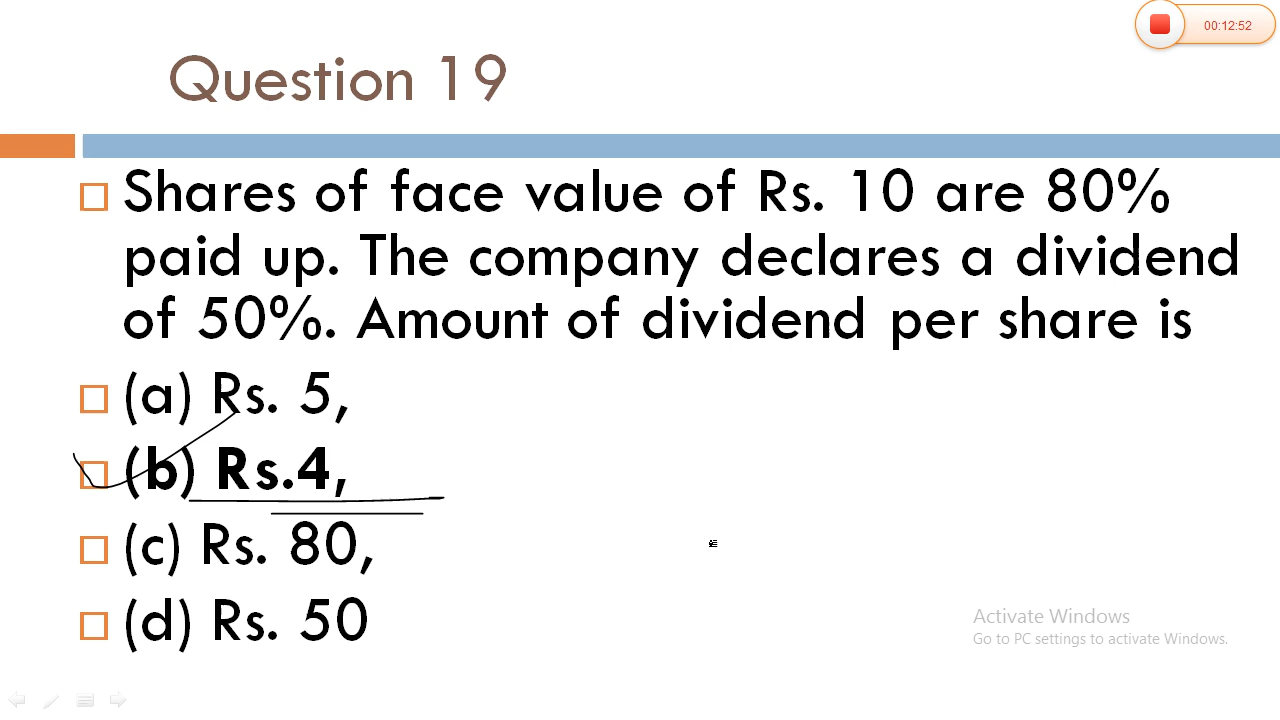 00:12:52
Question 19
Shares of face value of Rs. 10 are 80%
paid up. The company declares a dividend
of 50%. Amount of dividend per share is
(a) Rs. 5,
(b) Rs.4,
(c) Rs. 80,
(d) Rs. 50
Activate Windows
Go to PC settings to activate Windows.